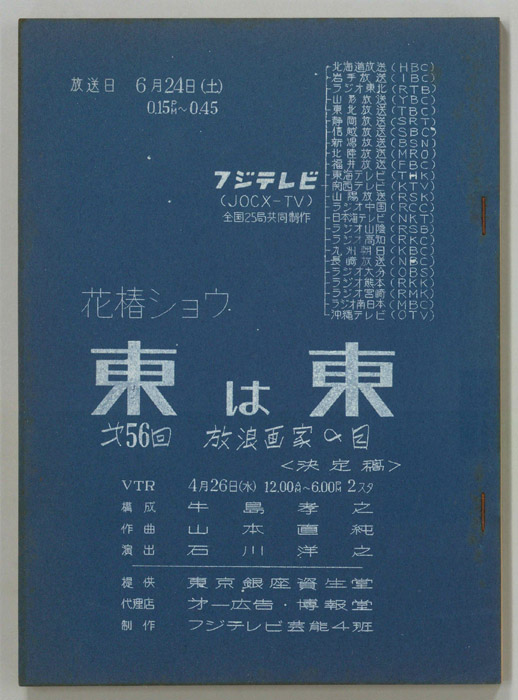 放送日 6月24日(土)
0.15P.M~0.45
北海道放送(HBC)
岩手放送(IBC)
ラジオ東北(RTB)
山形放送(YBC)
東北放送(TBC)
静岡放送(SRT)
信越放送(SBC)
新潟放送(BSN)
北陸放送(MRO)
福井放送(FBC)
東海テレビ(THK)
関西テレビ(KTV)
山陽放送(RSK)
ラジオ中国(RCC)
日本海テレビ(NKT)
ラジオ山陰(RSB)
ラジオ高知(RKC)
九州朝日(KBC)
長崎放送(NBC)
ラジオ大分(OBS)
ラジオ熊本(RKK)
ラジオ宮崎(RMK)
ラジオ南日本(MBC)
沖縄テレビ(OTV)
フジテレビ
(JOCX-TV)
全国25局共同制作
花椿ショウ
東は東
㐧56回 放浪画家の目
<決定稿>
VTR 4月26日(水) 12.00~6.00 2スタ
構成 牛島孝之
作曲 山本直純
演出 石川洋之
提供 東京銀座資生堂
代理店 㐧一広告・博報堂
制作 フジテレビ芸能4班